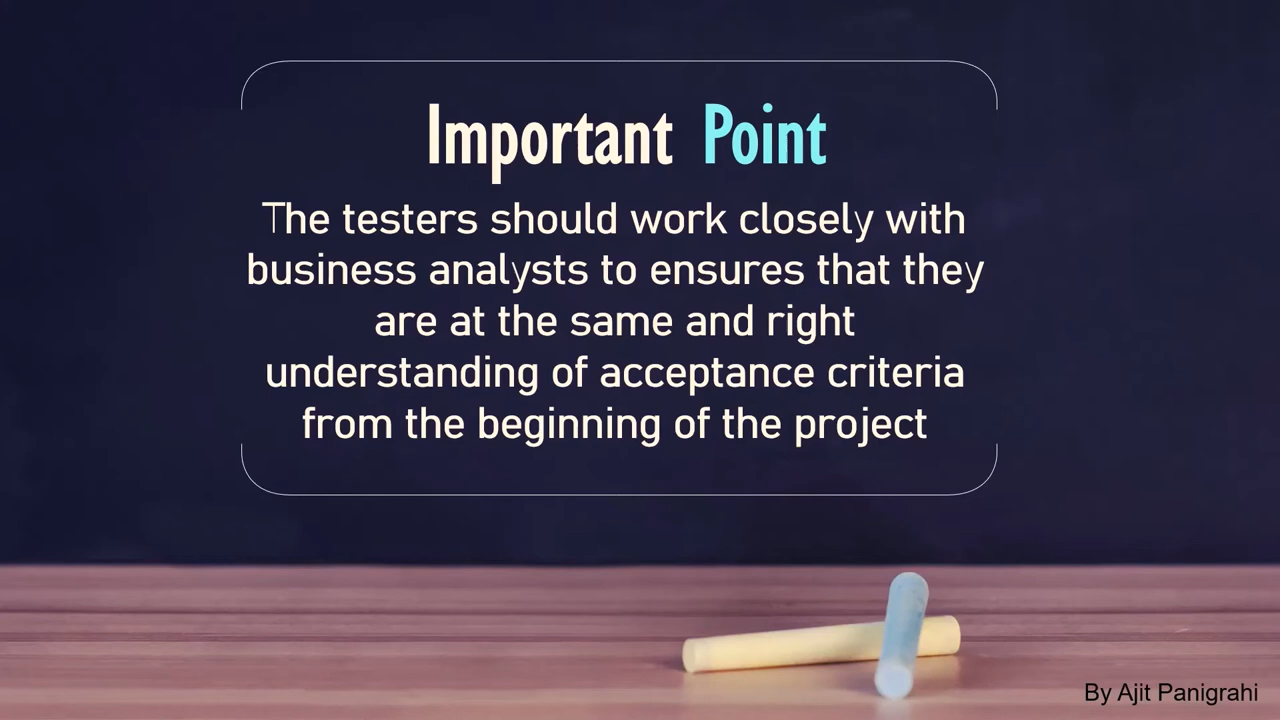 Important Point
The testers should work closely with
business analysts to ensures that they
are at the same and right
understanding of acceptance criteria
from the beginning of the project
By Ajit Panigrahi